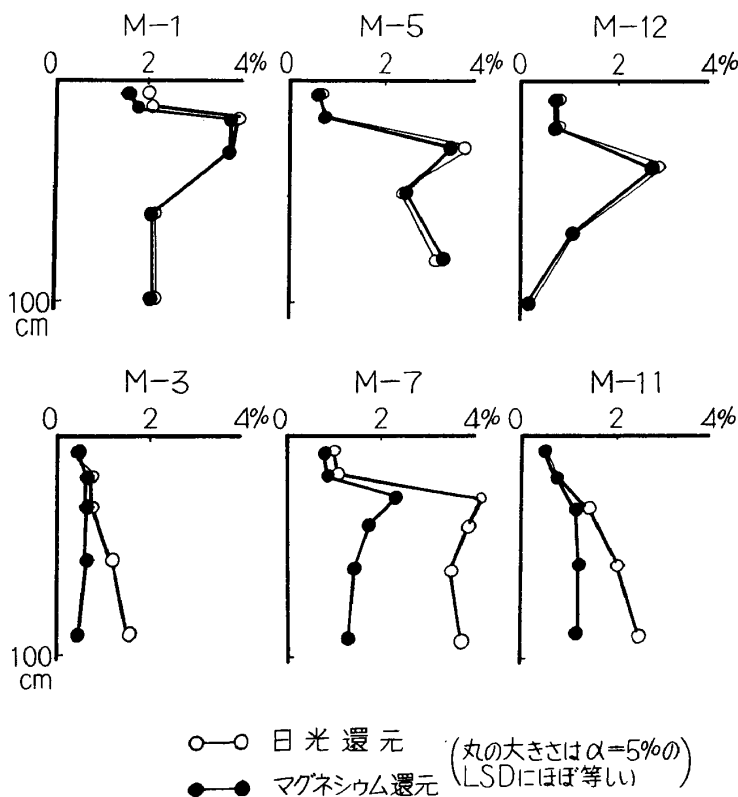 M-1 M-5 M-12
0 2 4% 0 2 4% 0 2 4%
100
cm
M-3 M-7 M-11
0 2 4% 0 2 4% 0 2 4%
100
cm
日光還元 (丸の大きさはα=5%の
マグネシウム還元 LSDにほぼ等しい)